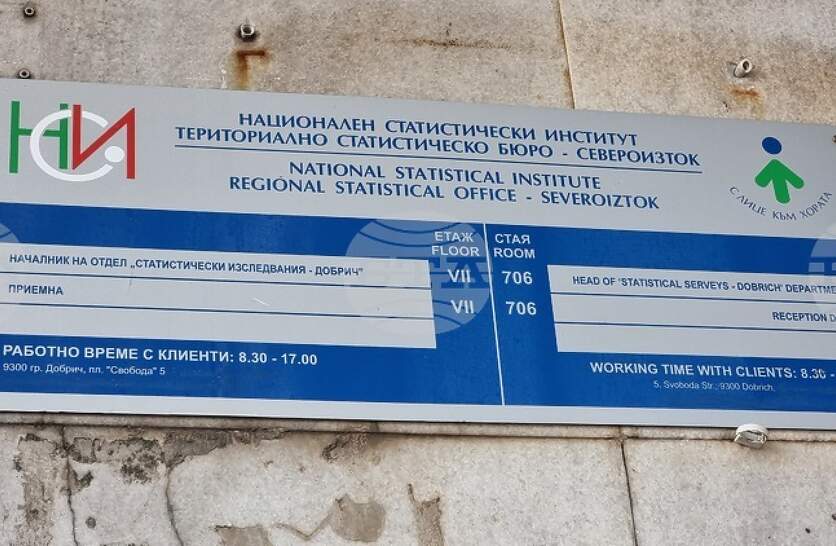 НСИ
НАЦИОНАЛЕН СТАТИСТИЧЕСКИ ИНСТИТУТ
ТЕРИТОРИАЛНО СТАТИСТИЧЕСКО БЮРО - СЕВЕРОИЗТОК
NATIONAL STATISTICAL INSTITUTE
REGIONAL STATISTICAL OFFICE - SEVEROIZTOK
С ЛИЦЕ КЪМ ХОРАТА
ЕТАЖ СТАЯ
FLOOR ROOM
НАЧАЛНИК НА ОТДЕЛ „СТАТИСТИЧЕСКИ ИЗСЛЕДВАНИЯ - ДОБРИЧ" VII 706 HEAD OF 'STATISTICAL SERVEYS - DOBRICH' DEPARTME
ПРИЕМНА VII 706 RECEPTION D
РАБОТНО ВРЕМЕ С КЛИЕНТИ: 8.30 - 17.00
9300 гр. Добрич, пл. "Свобода" 5
WORKING TIME WITH CLIENTS: 8.30 -
5, Svoboda Str., 9300 Dobrich,